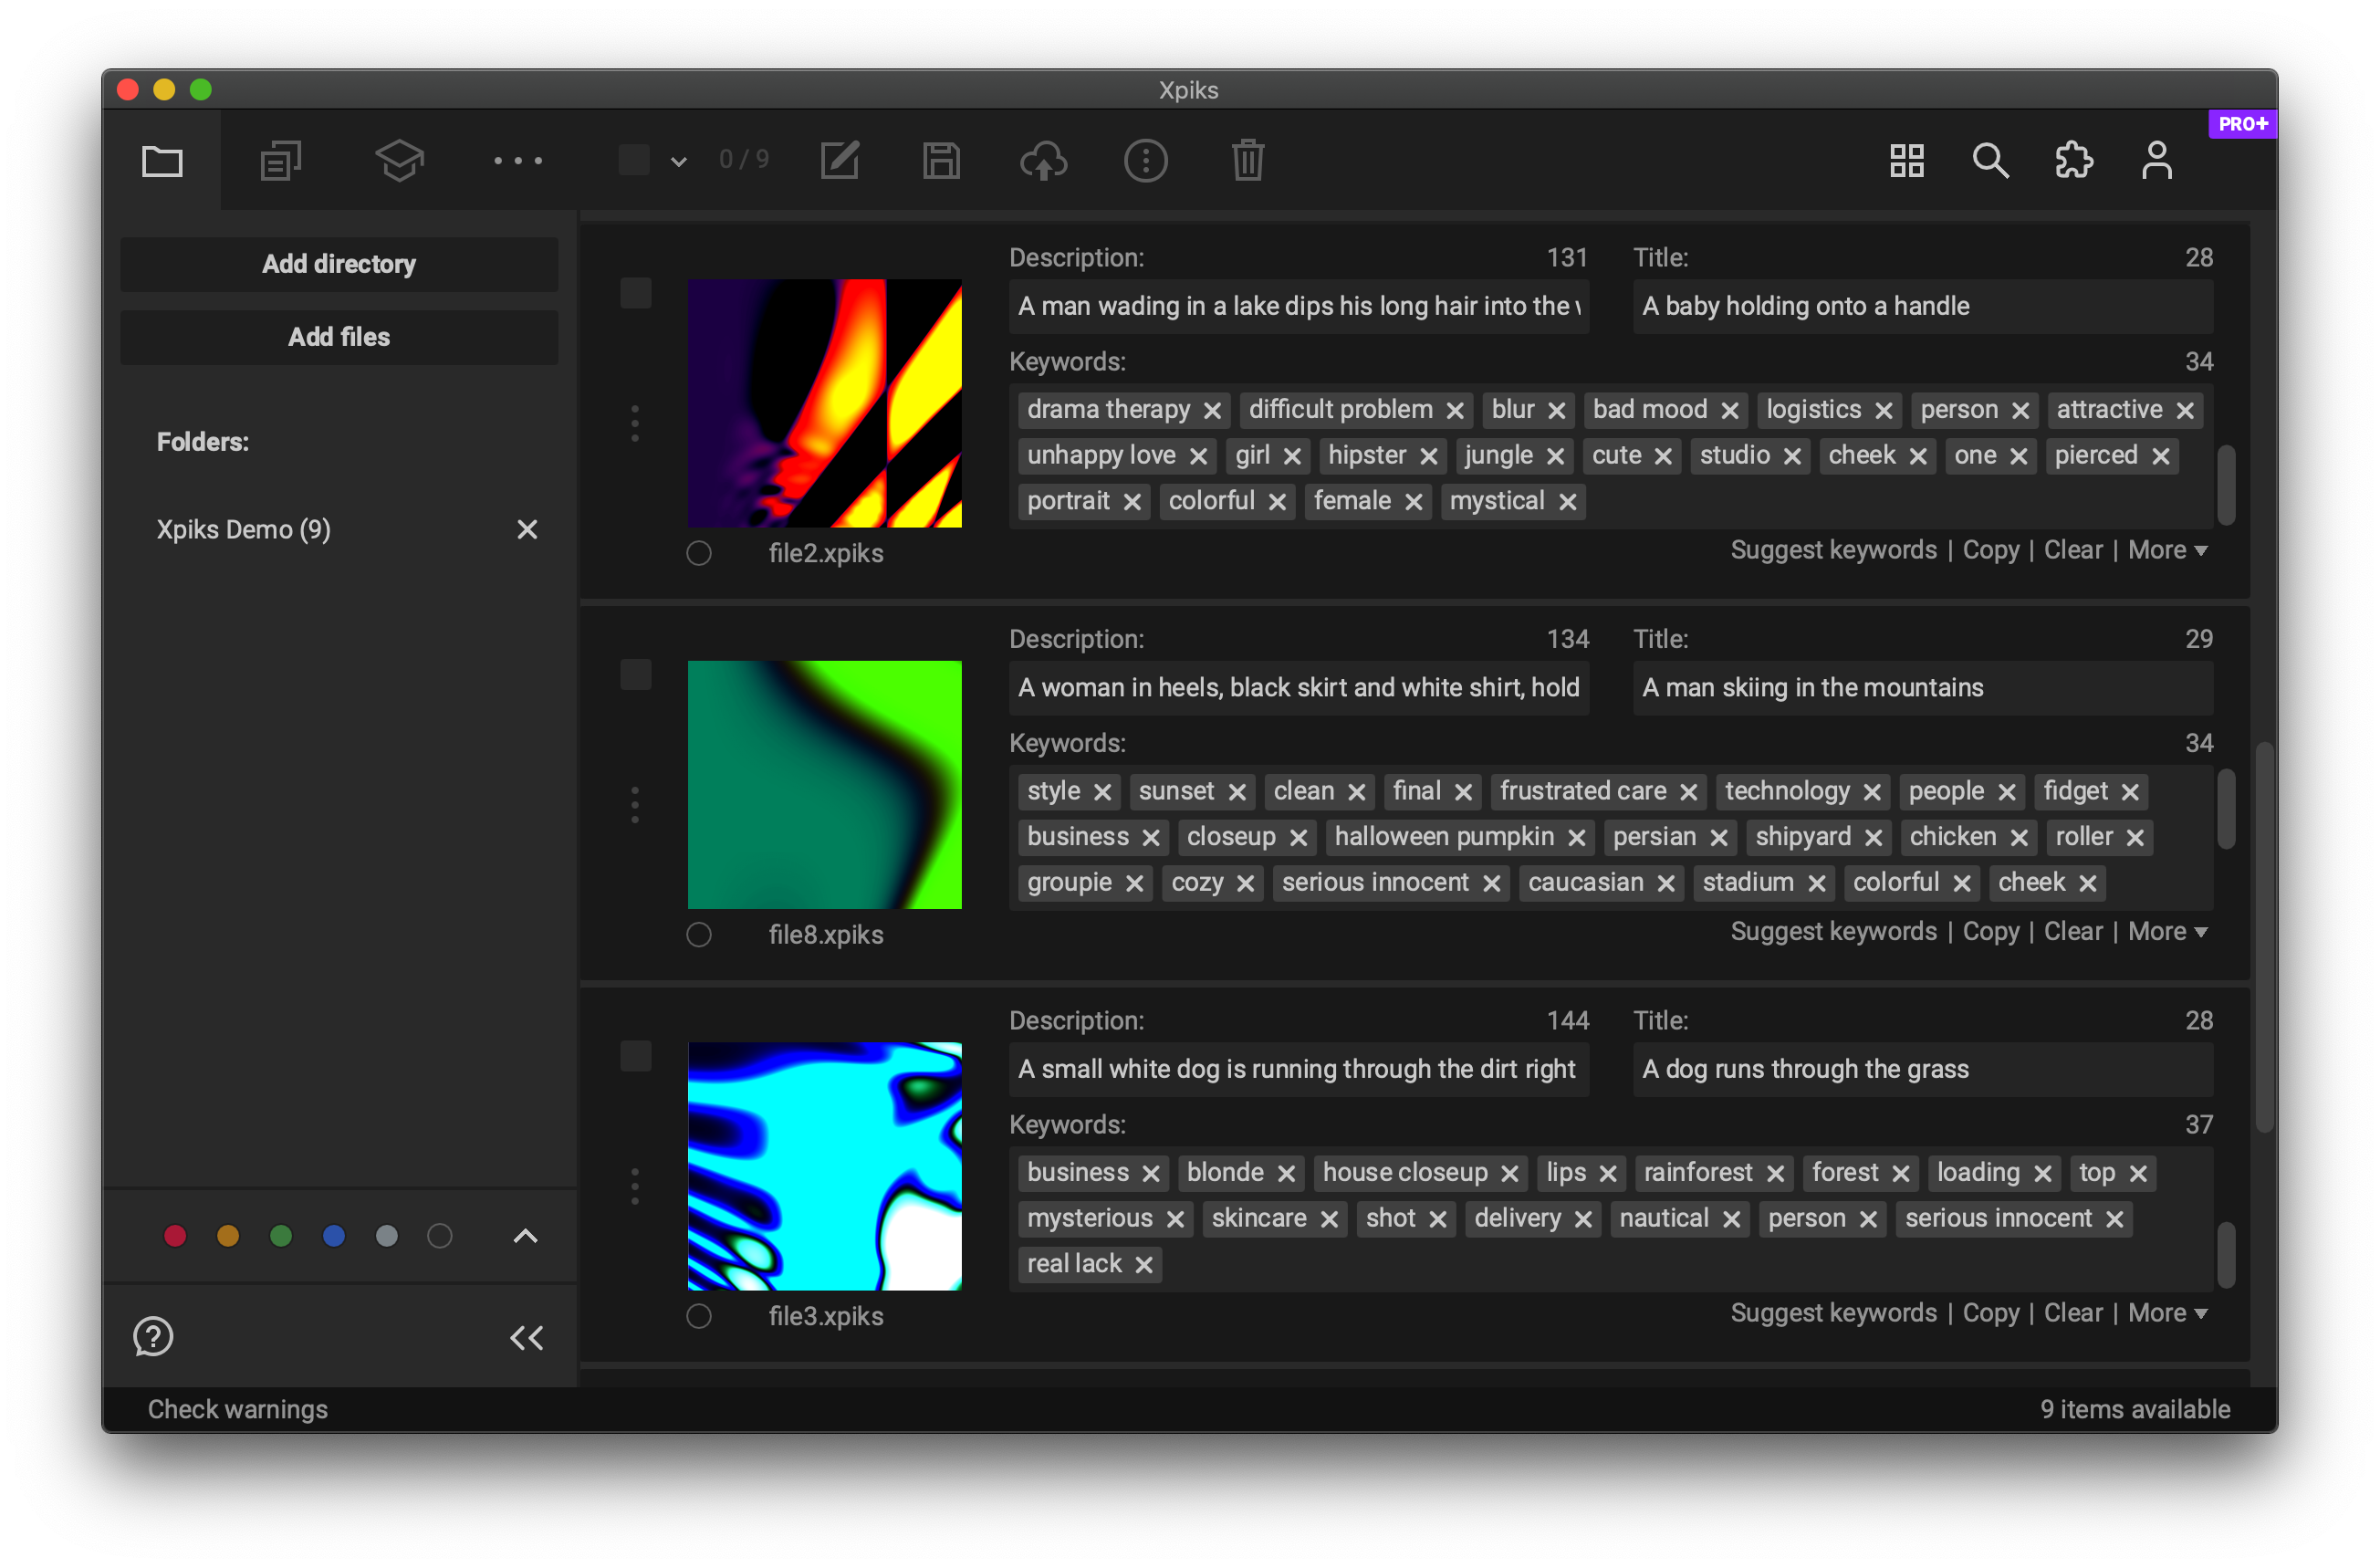 Xpiks
PRO+
0 / 9
Add directory
Add files
Folders:
Xpiks Demo (9)
Description: 131 Title: 28
A man wading in a lake dips his long hair into the A baby holding onto a handle
Keywords: 34
drama therapy difficult problem blur bad mood logistics person attractive
unhappy love girl hipster jungle cute studio cheek one pierced
portrait colorful female mystical
file2.xpiks
Suggest keywords | Copy | Clear | More
Description: 134 Title: 29
A woman in heels, black skirt and white shirt, hold A man skiing in the mountains
Keywords: 34
style sunset clean final frustrated care technology people fidget
business closeup halloween pumpkin persian shipyard chicken roller
groupie cozy serious innocent caucasian stadium colorful cheek
file8.xpiks
Suggest keywords | Copy | Clear | More
Description: 144 Title: 28
A small white dog is running through the dirt right A dog runs through the grass
Keywords: 37
business blonde house closeup lips rainforest forest loading top
mysterious skincare shot delivery nautical person serious innocent
real lack
file3.xpiks
Suggest keywords | Copy | Clear | More
Check warnings
9 items available